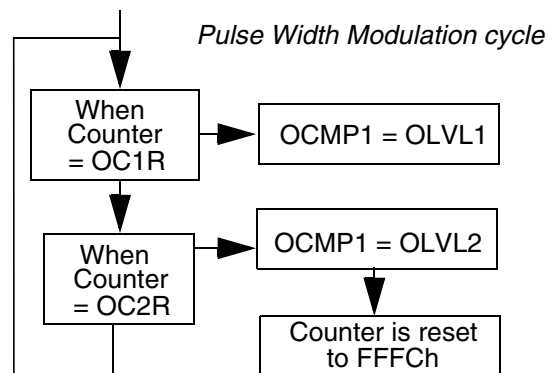 Pulse Width Modulation cycle
When
Counter
= OC1R
OCMP1 = OLVL1
When
Counter
= OC2R
OCMP1 = OLVL2
Counter is reset
to FFFCh